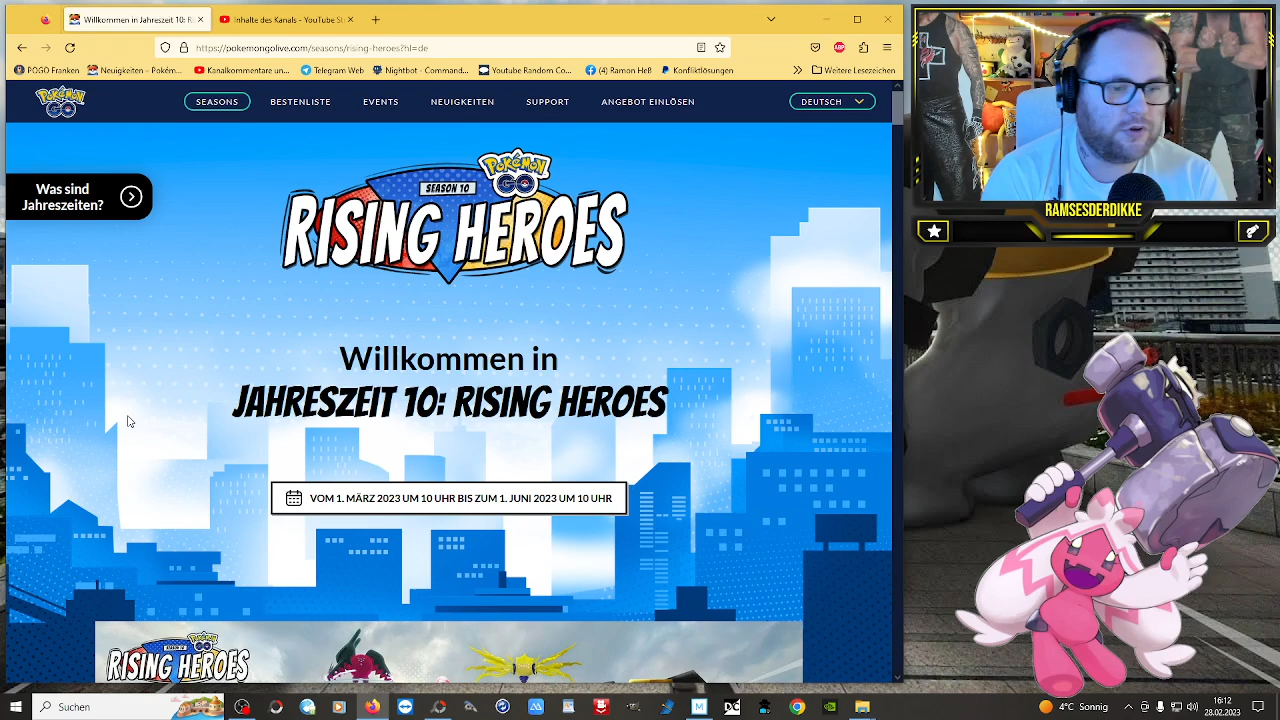 Willkommen in Jahreszeit 10: R
Inhalte des Kanals - YouTube St
https://pokemongolive.com/seasons/rising-heroes?hl=de
POGO Franken
Neuigkeiten – Pokém...
Kanalkommentare un...
Telegram Web
Nightbot - Command...
Youtube Random Co...
(4) Ramon Heß
Konfliktlösungen
Weitere Lesezeichen
Pokémon GO
SEASONS
BESTENLISTE
EVENTS
NEUIGKEITEN
SUPPORT
ANGEBOT EINLÖSEN
DEUTSCH
Was sind
Jahreszeiten?
Pokémon GO
SEASON 10
RISING HEROES
Willkommen in
JAHRESZEIT 10: RISING HEROES
VOM 1. MÄRZ 2023 UM 10 UHR BIS ZUM 1. JUNI 2023 UM 10 UHR
RISING HEROES
RAMSESDERDIKKE
Suchen
4°C Sonnig
16:12
28.02.2023